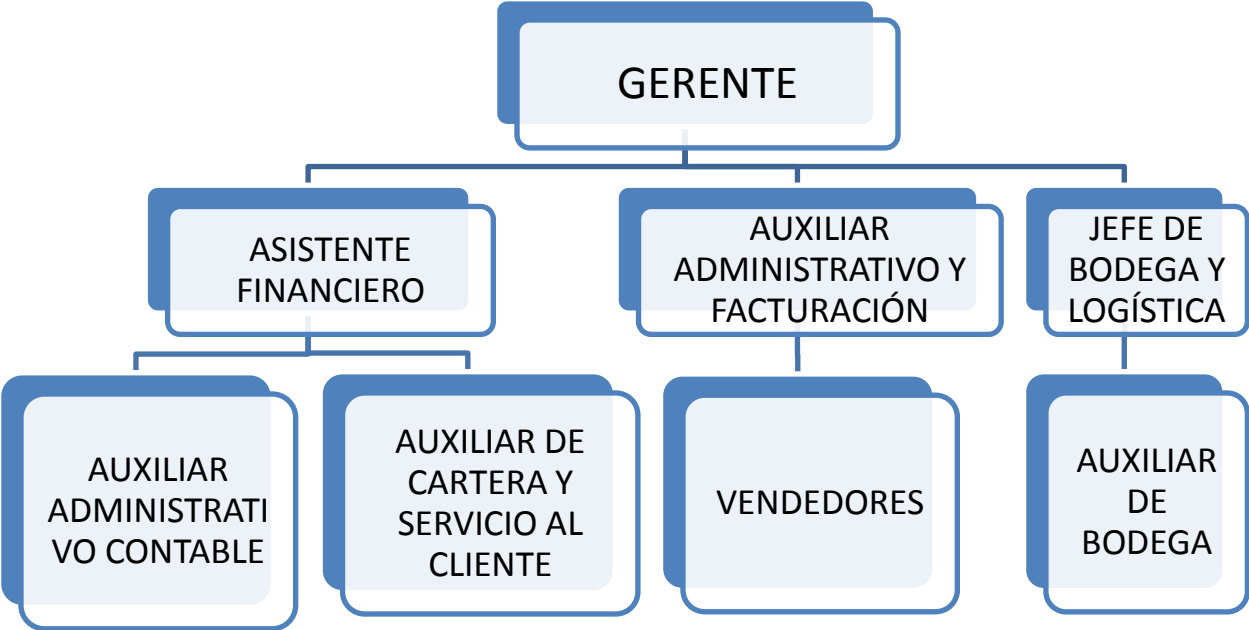 GERENTE
ASISTENTE
FINANCIERO
AUXILIAR
ADMINISTRATIVO Y
FACTURACIÓN
JEFE DE
BODEGA Y
LOGÍSTICA
AUXILIAR
ADMINISTRATI
VO CONTABLE
AUXILIAR DE
CARTERA Y
SERVICIO AL
CLIENTE
VENDEDORES
AUXILIAR
DE
BODEGA